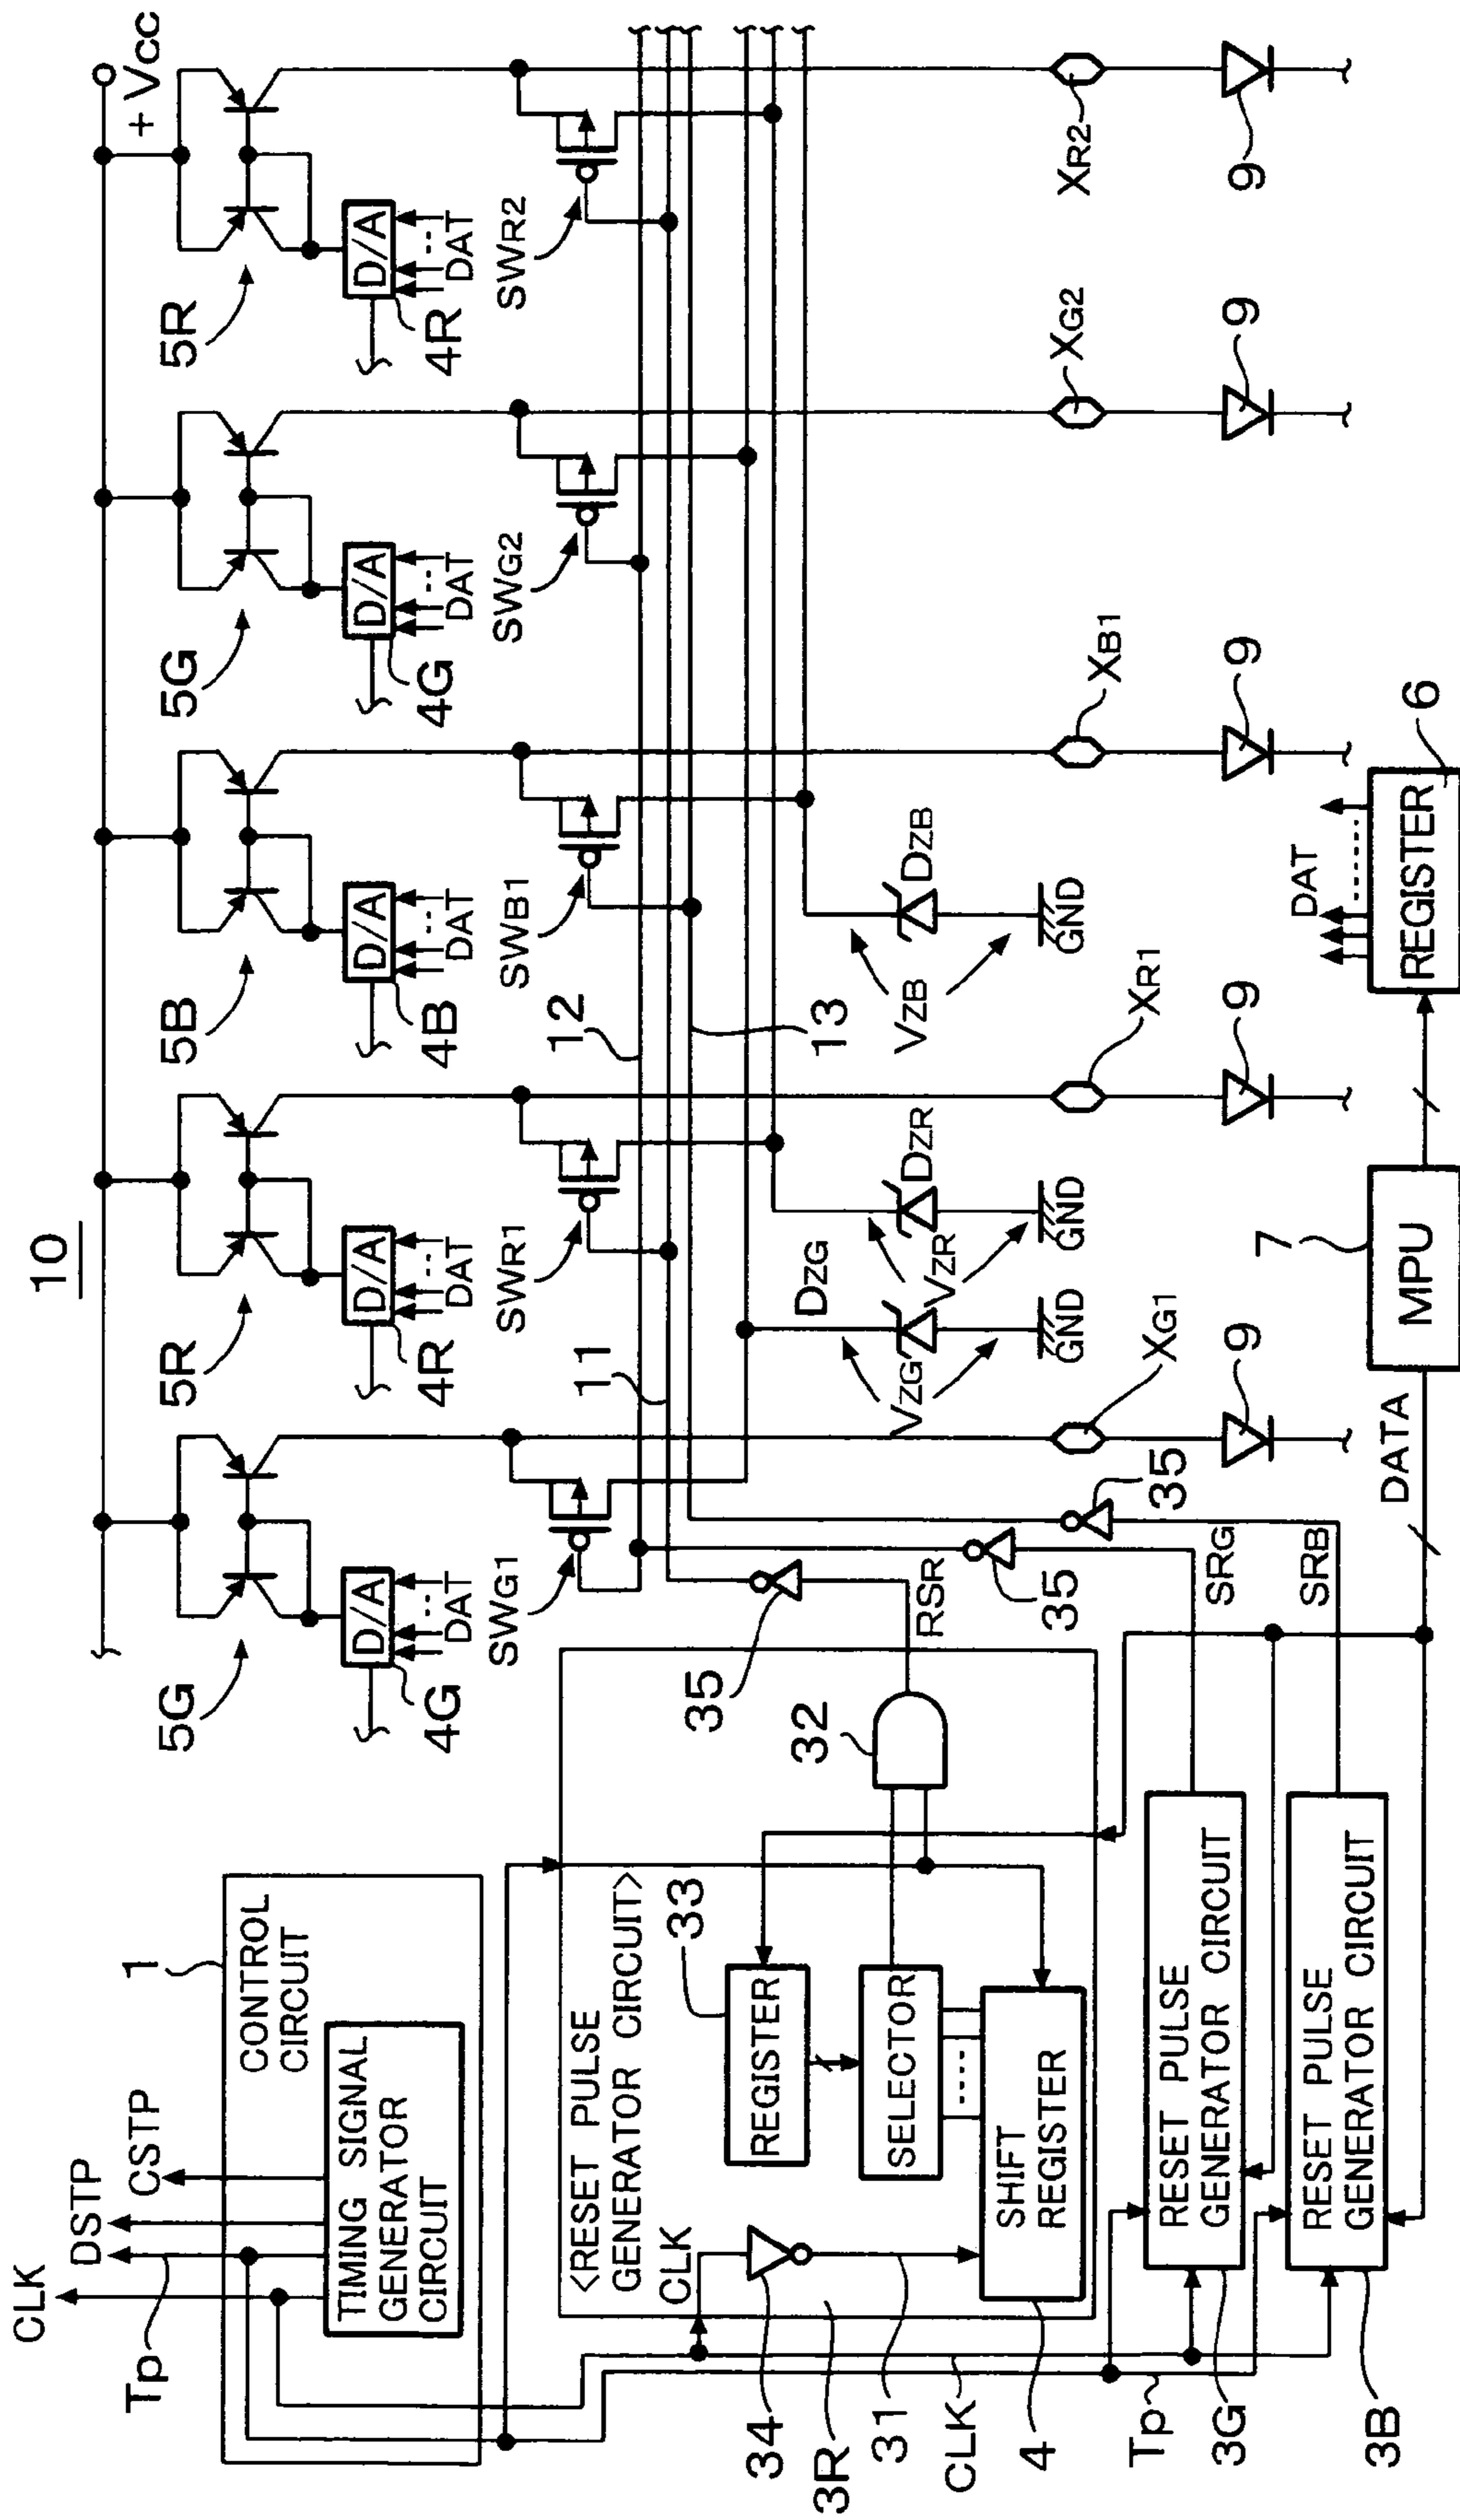 10
CLK
DSTP
CSTP
Tp
1
CONTROL
CIRCUIT
TIMING SIGNAL
GENERATOR
CIRCUIT
+Vcc
5G
5R
5B
5G
5R
D/A
D/A
D/A
D/A
D/A
4G
DAT
4R
DAT
4B
DAT
4G
DAT
4R
DAT
SWG1
SWR1
SWB1
SWG2
SWR2
11
12
13
<RESET PULSE
GENERATOR CIRCUIT>
CLK
34
3R
31
CLK
4
33
REGISTER
SELECTOR
SHIFT
REGISTER
32
35
RSR
35
SRG
35
SRB
DZG
VZG
GND
DZR
VZR
GND
DZB
VZB
GND
XG1
XR1
XB1
XG2
XR2
9
9
9
9
9
Tp
3G
RESET PULSE
GENERATOR CIRCUIT
3B
RESET PULSE
GENERATOR CIRCUIT
DATA
7
MPU
DAT
6
REGISTER